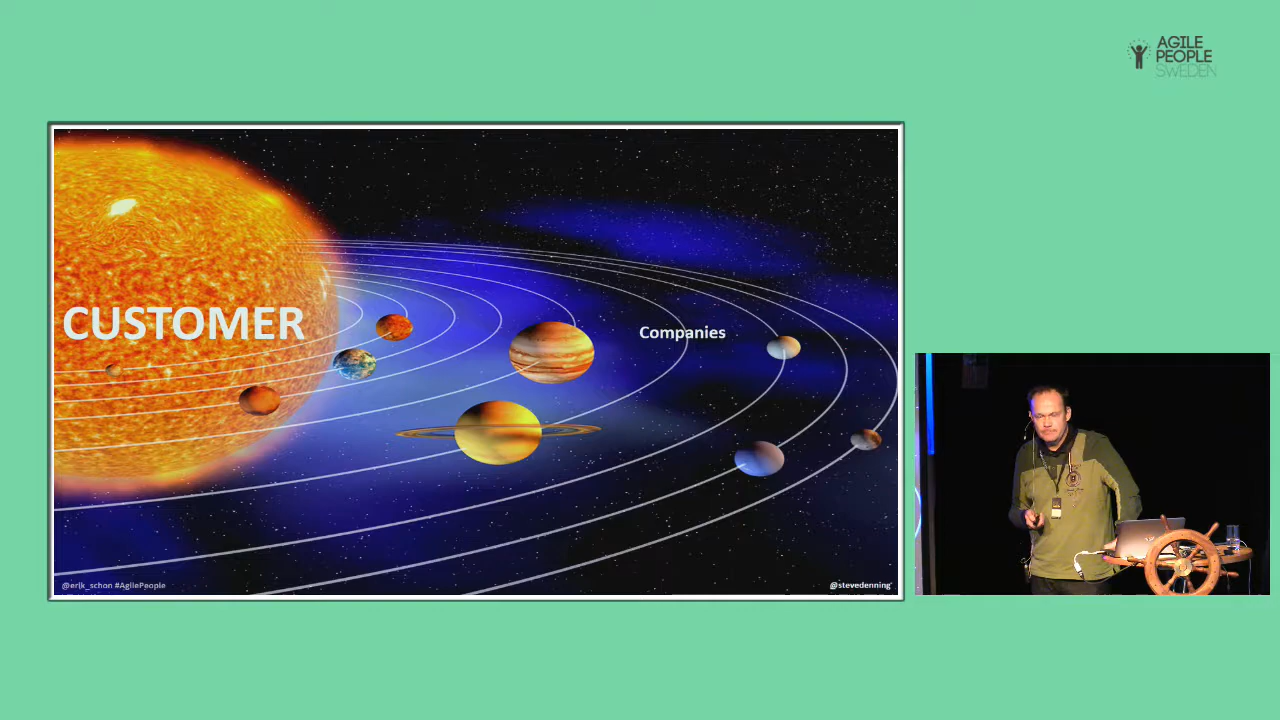 AGILE
PEOPLE
SWEDEN
CUSTOMER
Companies
@erik_schon #AgilePeople
@stevedenning